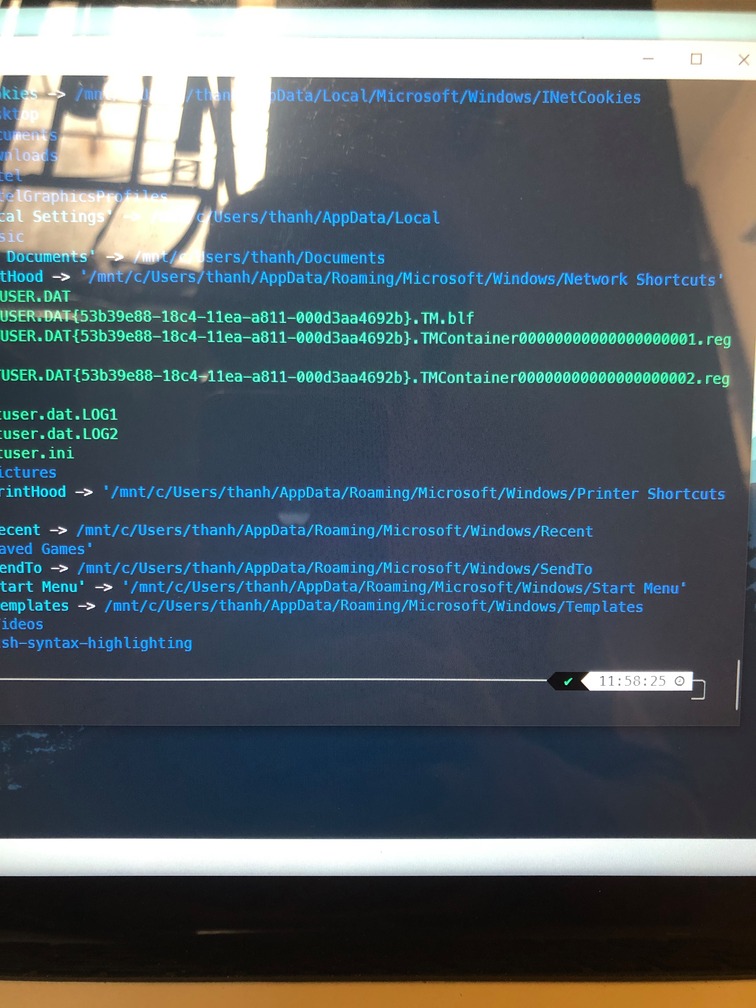 kies -> /mn /than pData/Local/Microsoft/Windows/INetCookies
sktop
cuments
wnloads
tel
telGraphicsProfiles
cal Settings' -> /mnt/c/Users/thanh/AppData/Local
sic
Documents' -> /mnt/c/Users/thanh/Documents
tHood -> '/mnt/c/Users/thanh/AppData/Roaming/Microsoft/Windows/Network Shortcuts'
USER.DAT
USER.DAT{53b39e88-18c4-11ea-a811-000d3aa4692b}.TM.blf
USER.DAT{53b39e88-18c4-11ea-a811-000d3aa4692b}.TMContainer00000000000000000001.reg
USER.DAT{53b39e88-18c4-11ea-a811-000d3aa4692b}.TMContainer00000000000000000002.reg
tuser.dat.LOG1
tuser.dat.LOG2
tuser.ini
ictures
rintHood -> '/mnt/c/Users/thanh/AppData/Roaming/Microsoft/Windows/Printer Shortcuts
ecent -> /mnt/c/Users/thanh/AppData/Roaming/Microsoft/Windows/Recent
aved Games'
endTo -> /mnt/c/Users/thanh/AppData/Roaming/Microsoft/Windows/SendTo
tart Menu' -> '/mnt/c/Users/thanh/AppData/Roaming/Microsoft/Windows/Start Menu'
emplates -> /mnt/c/Users/thanh/AppData/Roaming/Microsoft/Windows/Templates
ideos
sh-syntax-highlighting
✔ 11:58:25